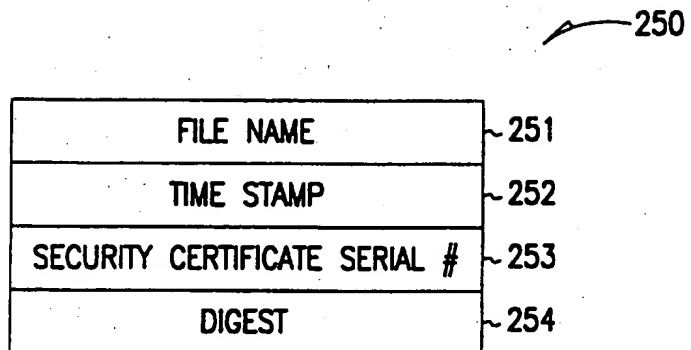 250
FILE NAME 251
TIME STAMP 252
SECURITY CERTIFICATE SERIAL # 253
DIGEST 254